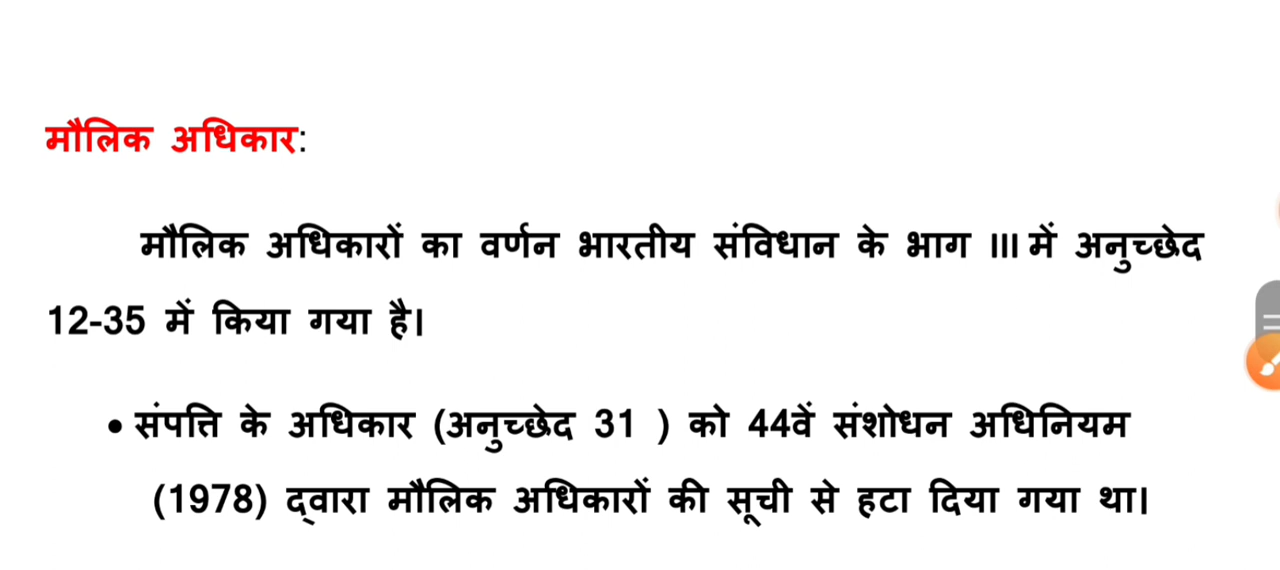 मौलिक अधिकार:
मौलिक अधिकारों का वर्णन भारतीय संविधान के भाग III में अनुच्छेद
12-35 में किया गया है।
• संपत्ति के अधिकार (अनुच्छेद 31 ) को 44वें संशोधन अधिनियम
(1978) द्वारा मौलिक अधिकारों की सूची से हटा दिया गया था।